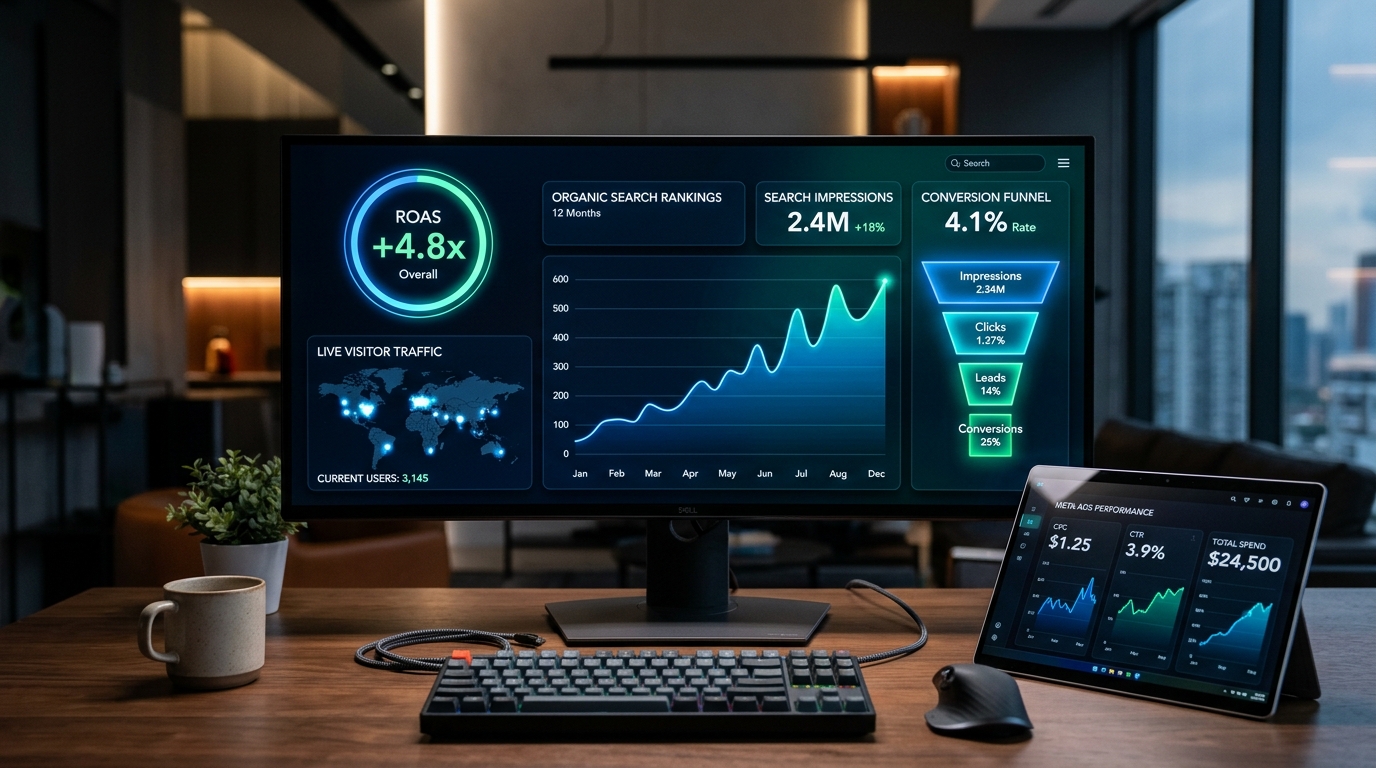 Search
ROAS
+4.8x
Overall
ORGANIC SEARCH RANKINGS
12 Months
SEARCH IMPRESSIONS
2.4M +18%
CONVERSION FUNNEL
4.1% Rate
600
500
400
300
200
100
0
Jan Feb Mar Apr May Jun Jul Aug Dec
Impressions
2.34M
Clicks
1.27%
Leads
14%
Conversions
25%
LIVE VISITOR TRAFFIC
CURRENT USERS: 3,145
META ADS PERFORMANCE
CPC
$1.25
CTR
3.9%
TOTAL SPEND
$24,500